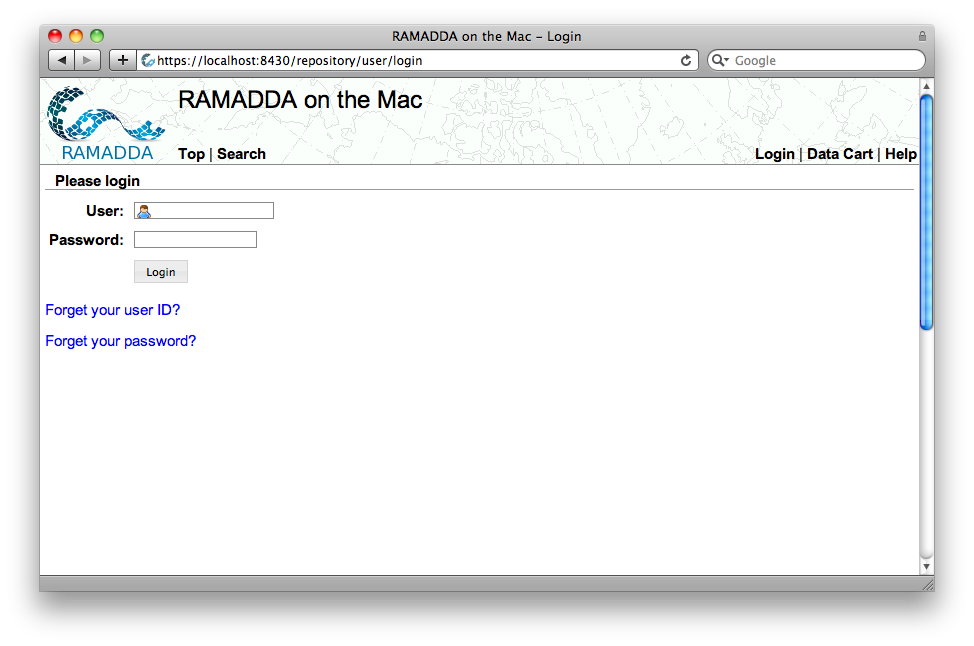 RAMADDA on the Mac – Login
https://localhost:8430/repository/user/login
Google
RAMADDA on the Mac
RAMADDA
Top | Search
Login | Data Cart | Help
Please login
User:
Password:
Login
Forget your user ID?
Forget your password?